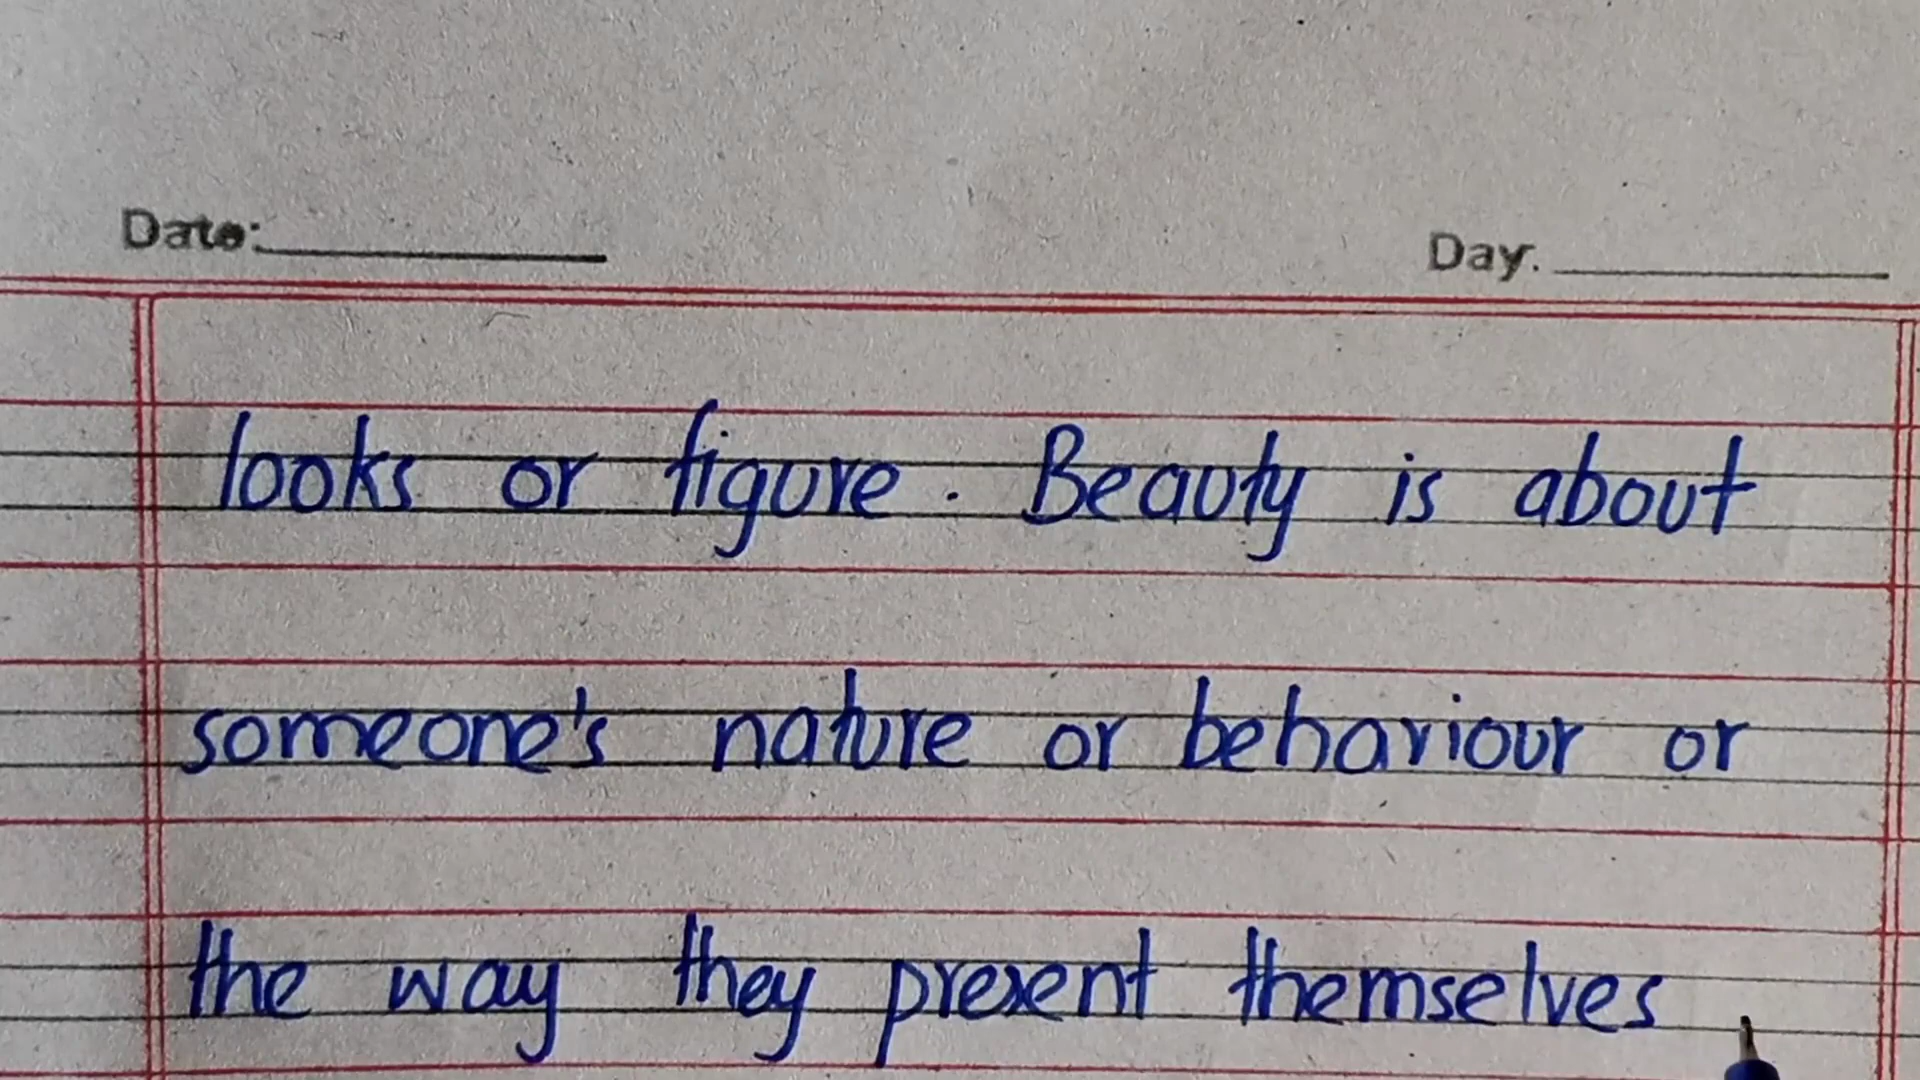 Date:
Day.
looks or figure. Beauty is about
someone's nature or behaviour or
the way they present themselves